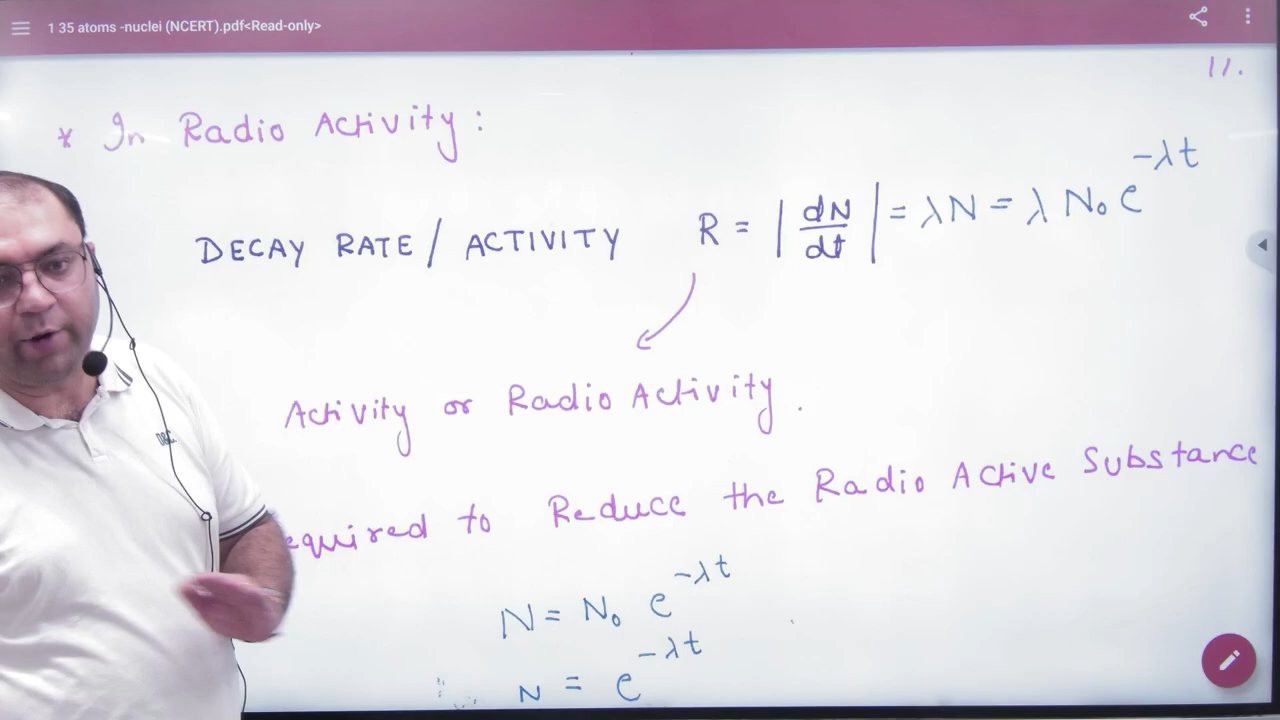 1 35 atoms -nuclei (NCERT).pdf<Read-only>
11.
* In Radio Activity:
DECAY RATE / ACTIVITY R = |dN/dt| = λN = λ N₀ e^-λt
Activity or Radio Activity.
equired to Reduce the Radio Active Substance
N = N₀ e^-λt
N = e^-λt